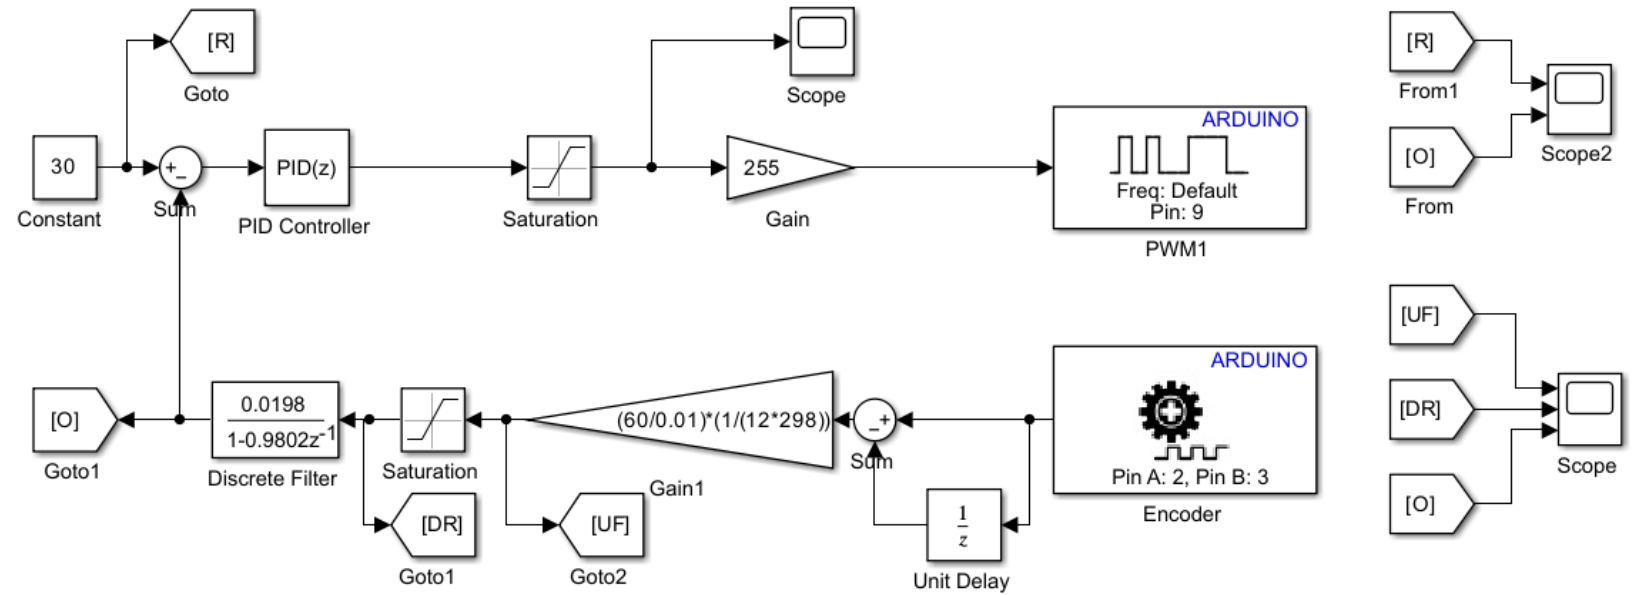 [R]
Goto
Scope
[R]
From1
Scope2
[O]
From
30
Constant
+
_
Sum
PID(z)
PID Controller
Saturation
255
Gain
ARDUINO
Freq: Default
Pin: 9
PWM1
[UF]
[DR]
[O]
Scope
[O]
Goto1
0.0198
1-0.9802z-1
Discrete Filter
Saturation
(60/0.01)*(1/(12*298))
Gain1
_+
Sum
ARDUINO
Pin A: 2, Pin B: 3
Encoder
[DR]
Goto1
[UF]
Goto2
1
z
Unit Delay